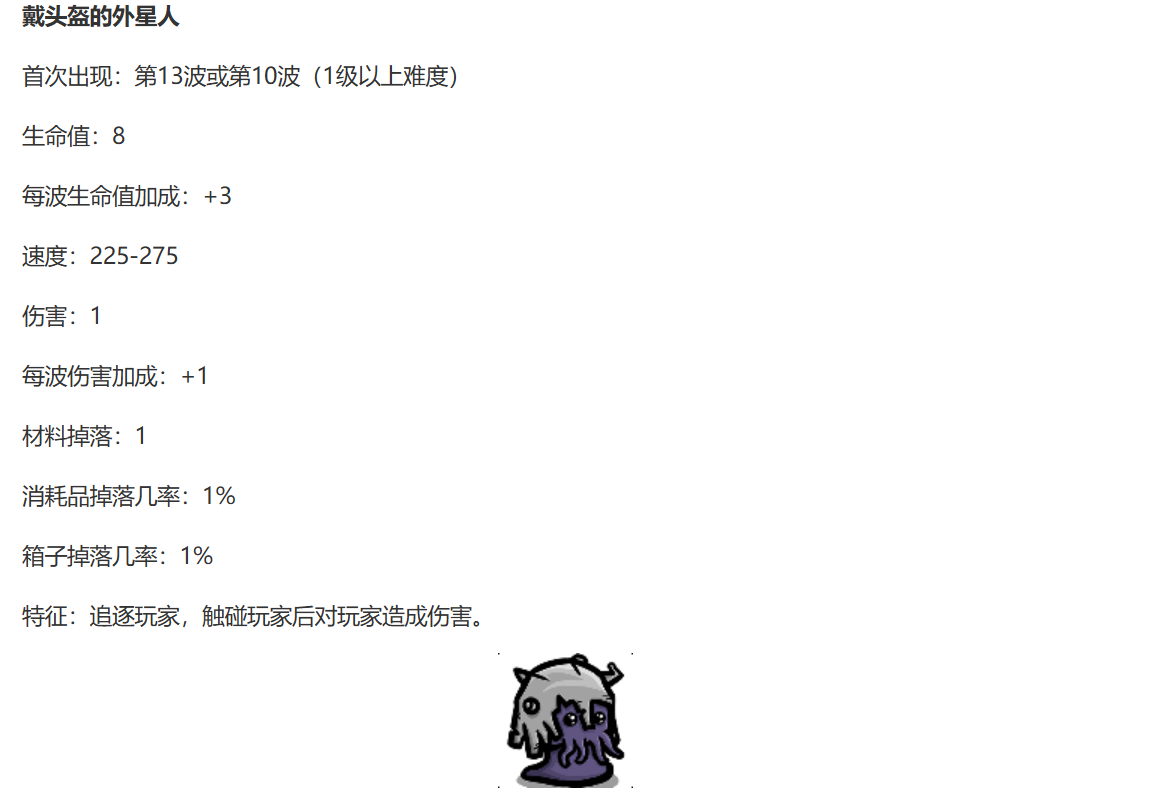 戴头盔的外星人
首次出现：第13波或第10波（1级以上难度）
生命值：8
每波生命值加成：+3
速度：225-275
伤害：1
每波伤害加成：+1
材料掉落：1
消耗品掉落几率：1%
箱子掉落几率：1%
特征：追逐玩家，触碰玩家后对玩家造成伤害。